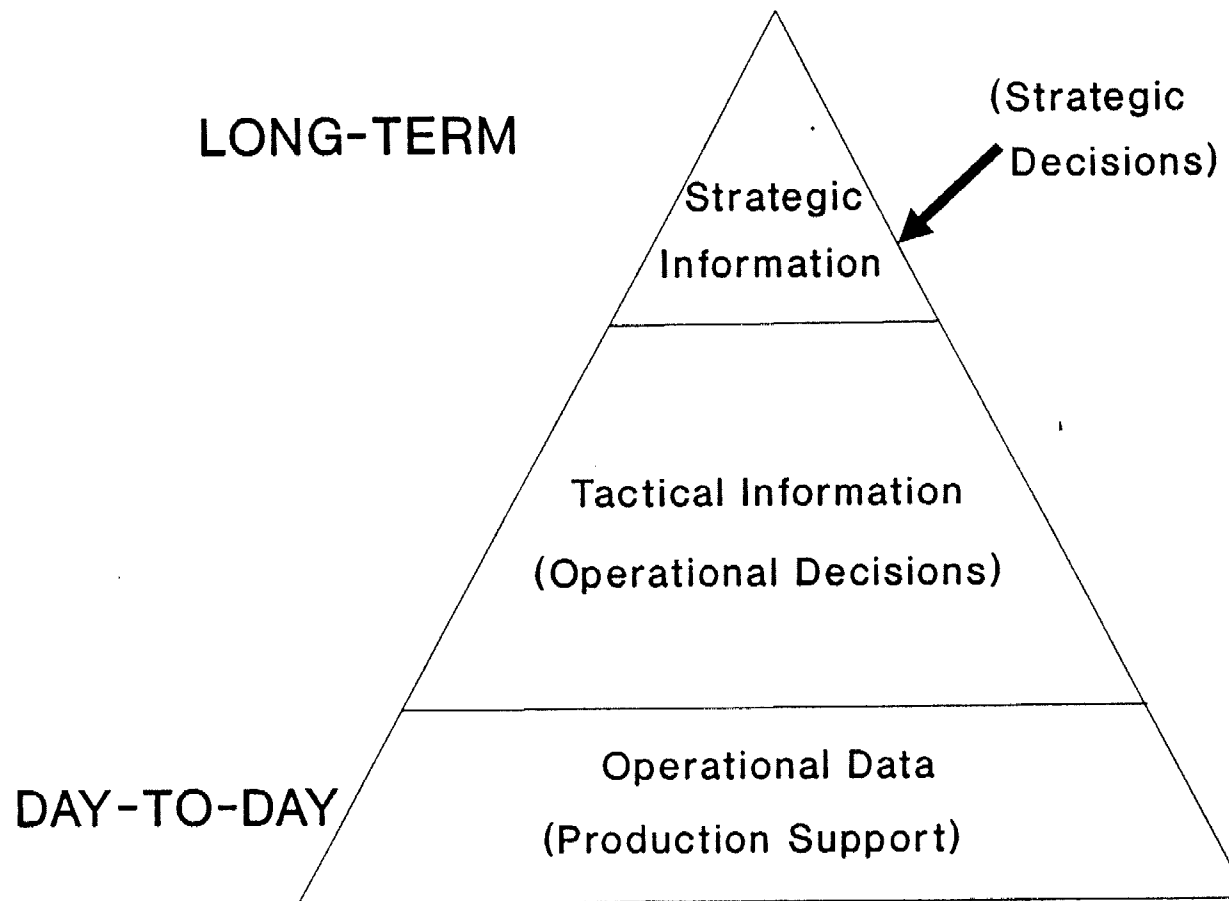 LONG-TERM
(Strategic
Decisions)
Strategic
Information
Tactical Information
(Operational Decisions)
DAY-TO-DAY
Operational Data
(Production Support)